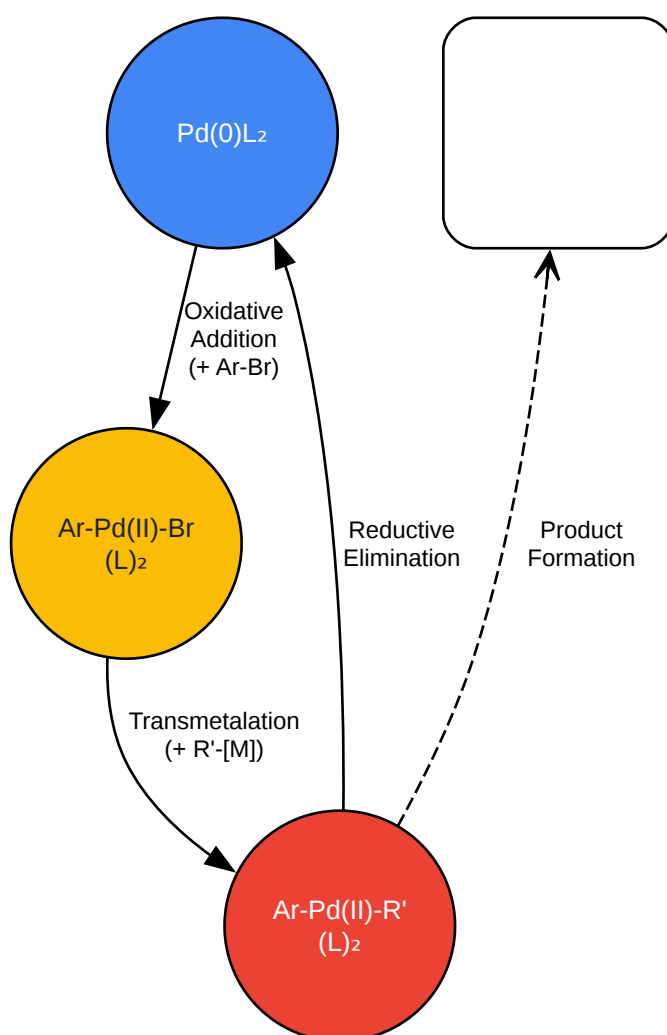 Pd(0)L₂
Oxidative
Addition
(+ Ar-Br)
Ar-Pd(II)-Br
(L)₂
Reductive
Elimination
Product
Formation
Transmetalation
(+ R'-[M])
Ar-Pd(II)-R'
(L)₂